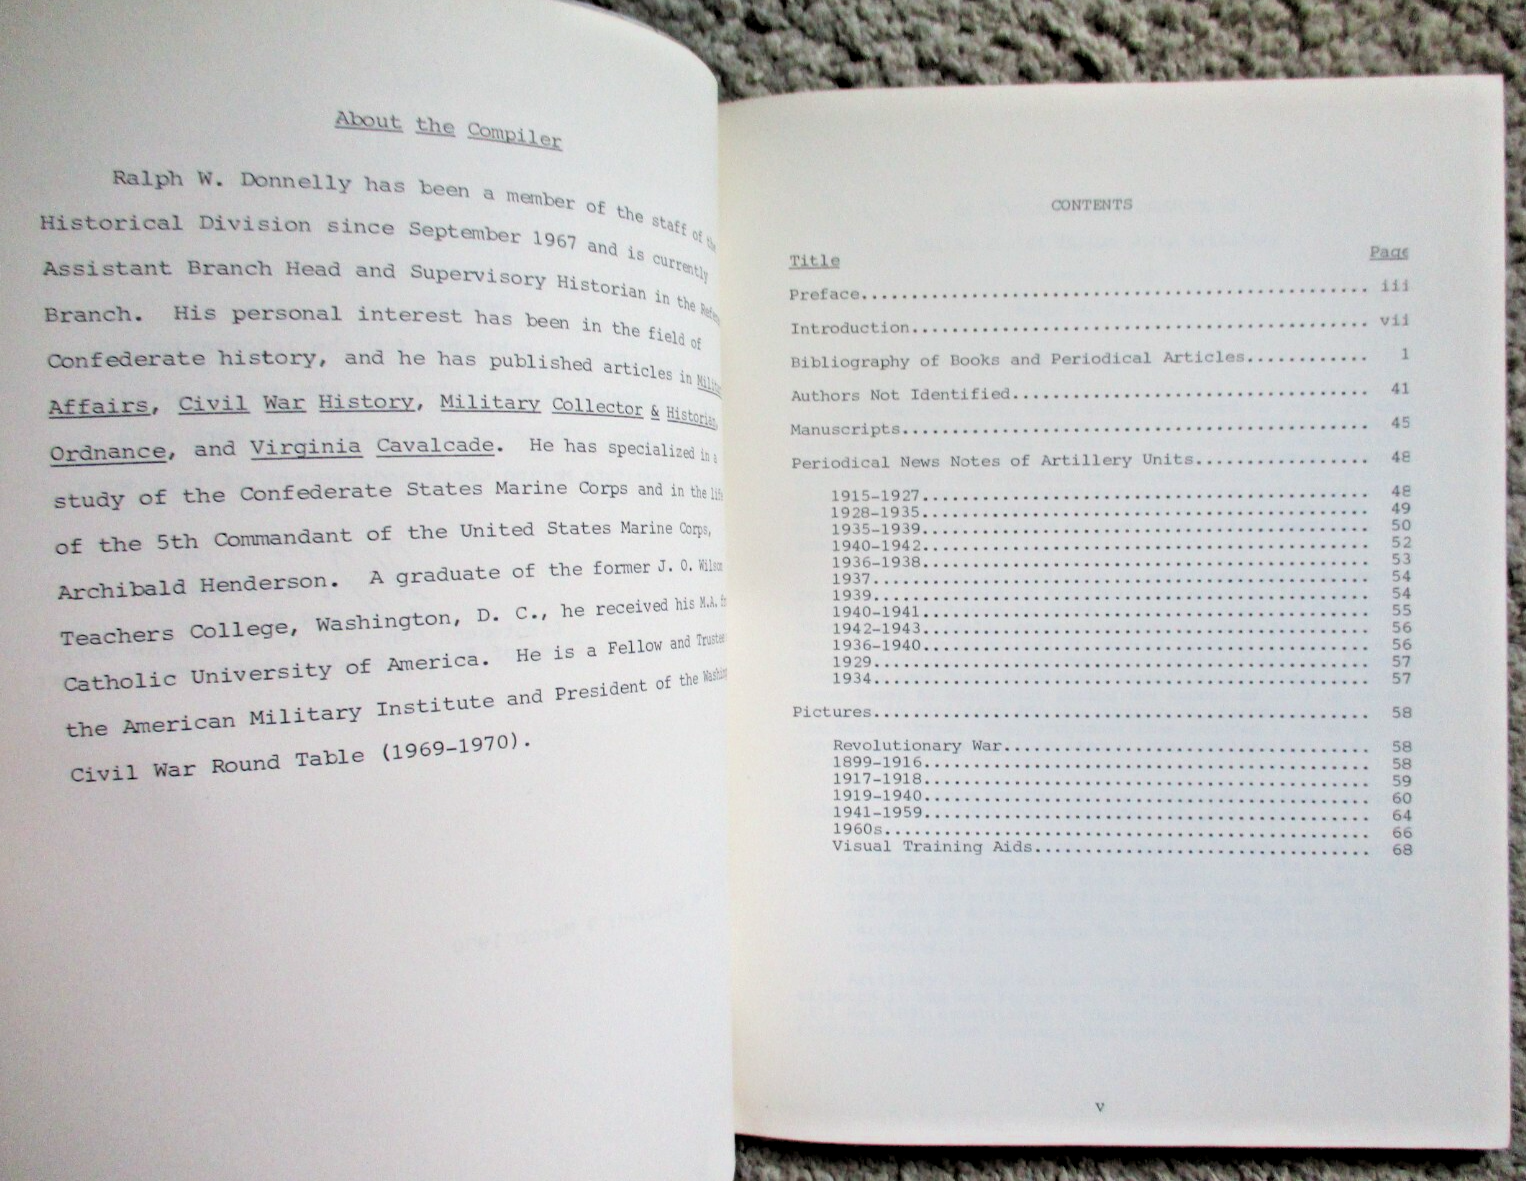 About the Compiler
Ralph W. Donnelly has been a member of the staff of the
Historical Division since September 1967 and is currently
Assistant Branch Head and Supervisory Historian in the
Branch. His personal interest has been in the field of
Confederate history, and he has published articles in
Affairs, Civil War History, Military Collector & Historian,
Ordnance, and Virginia Cavalcade. He has specialized in a
study of the Confederate States Marine Corps and in the life
of the 5th Commandant of the United States Marine Corps,
Archibald Henderson. A graduate of the former J. O. Wilson
Teachers College, Washington, D. C., he received his M.A.
Catholic University of America. He is a Fellow and Trustee
the American Military Institute and President of the
Civil War Round Table (1969-1970).
CONTENTS
Title Page
Preface.................................................. iii
Introduction............................................. vii
Bibliography of Books and Periodical Articles............ 1
Authors Not Identified................................... 41
Manuscripts.............................................. 45
Periodical News Notes of Artillery Units................. 48
1915-1927............................................ 48
1928-1935............................................ 49
1935-1939............................................ 50
1940-1942............................................ 52
1936-1938............................................ 53
1937................................................. 54
1939................................................. 54
1940-1941............................................ 55
1942-1943............................................ 56
1936-1940............................................ 56
1929................................................. 57
1934................................................. 57
Pictures................................................. 58
Revolutionary War.................................... 58
1899-1916............................................ 58
1917-1918............................................ 59
1919-1940............................................ 60
1941-1959............................................ 64
1960s................................................ 66
Visual Training Aids................................. 68
v